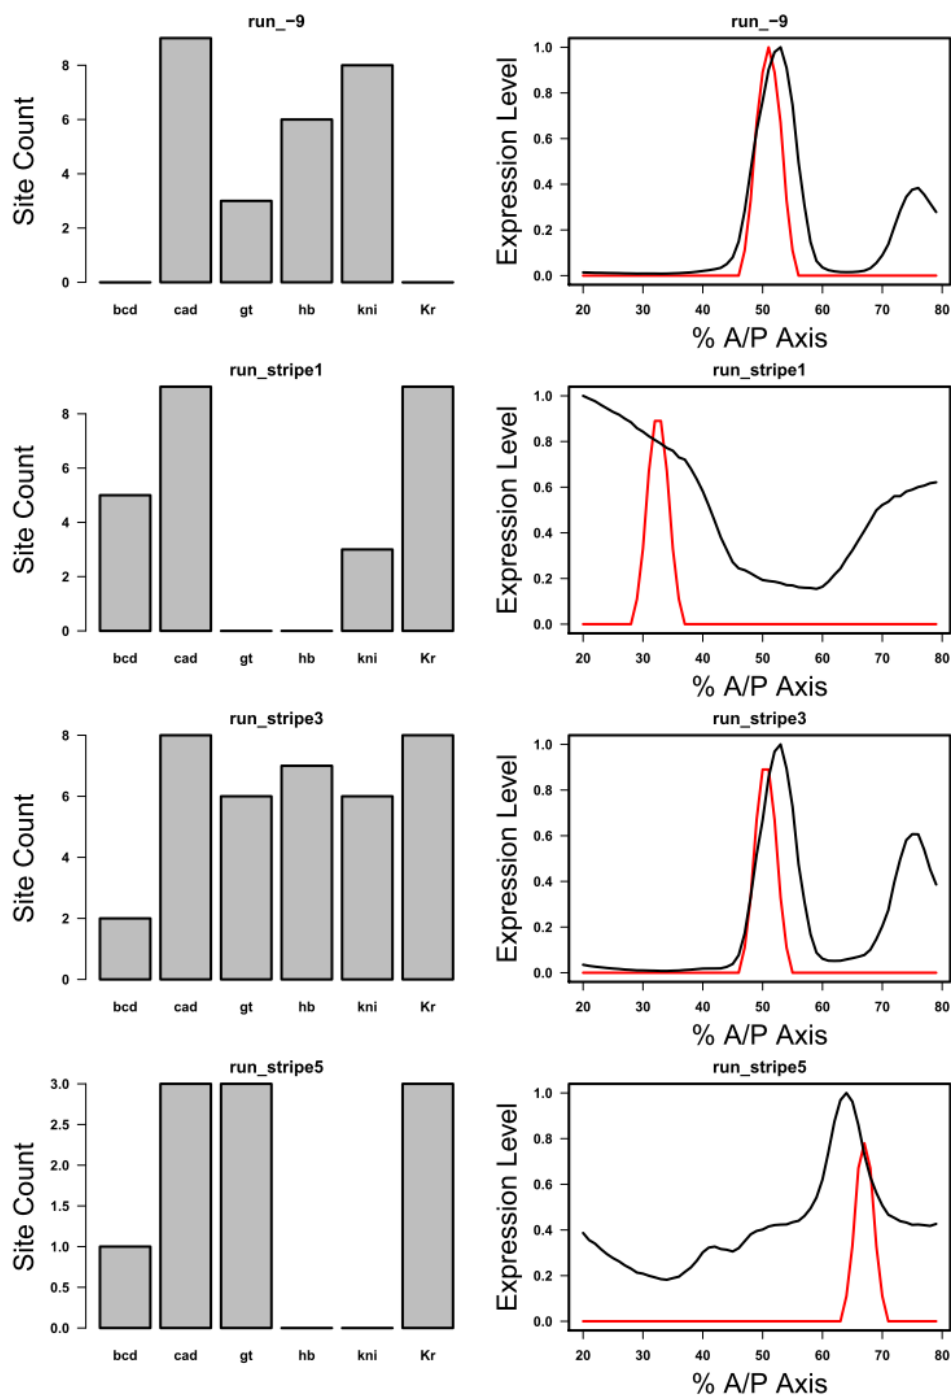 run_−9
run_−9
Site Count
8
6
4
2
0
bcd cad gt hb kni Kr
Expression Level
1.0
0.8
0.6
0.4
0.2
0.0
20 30 40 50 60 70 80
% A/P Axis
run_stripe1
run_stripe1
Site Count
8
6
4
2
0
bcd cad gt hb kni Kr
Expression Level
1.0
0.8
0.6
0.4
0.2
0.0
20 30 40 50 60 70 80
% A/P Axis
run_stripe3
run_stripe3
Site Count
8
6
4
2
0
bcd cad gt hb kni Kr
Expression Level
1.0
0.8
0.6
0.4
0.2
0.0
20 30 40 50 60 70 80
% A/P Axis
run_stripe5
run_stripe5
Site Count
3.0
2.5
2.0
1.5
1.0
0.5
0.0
bcd cad gt hb kni Kr
Expression Level
1.0
0.8
0.6
0.4
0.2
0.0
20 30 40 50 60 70 80
% A/P Axis